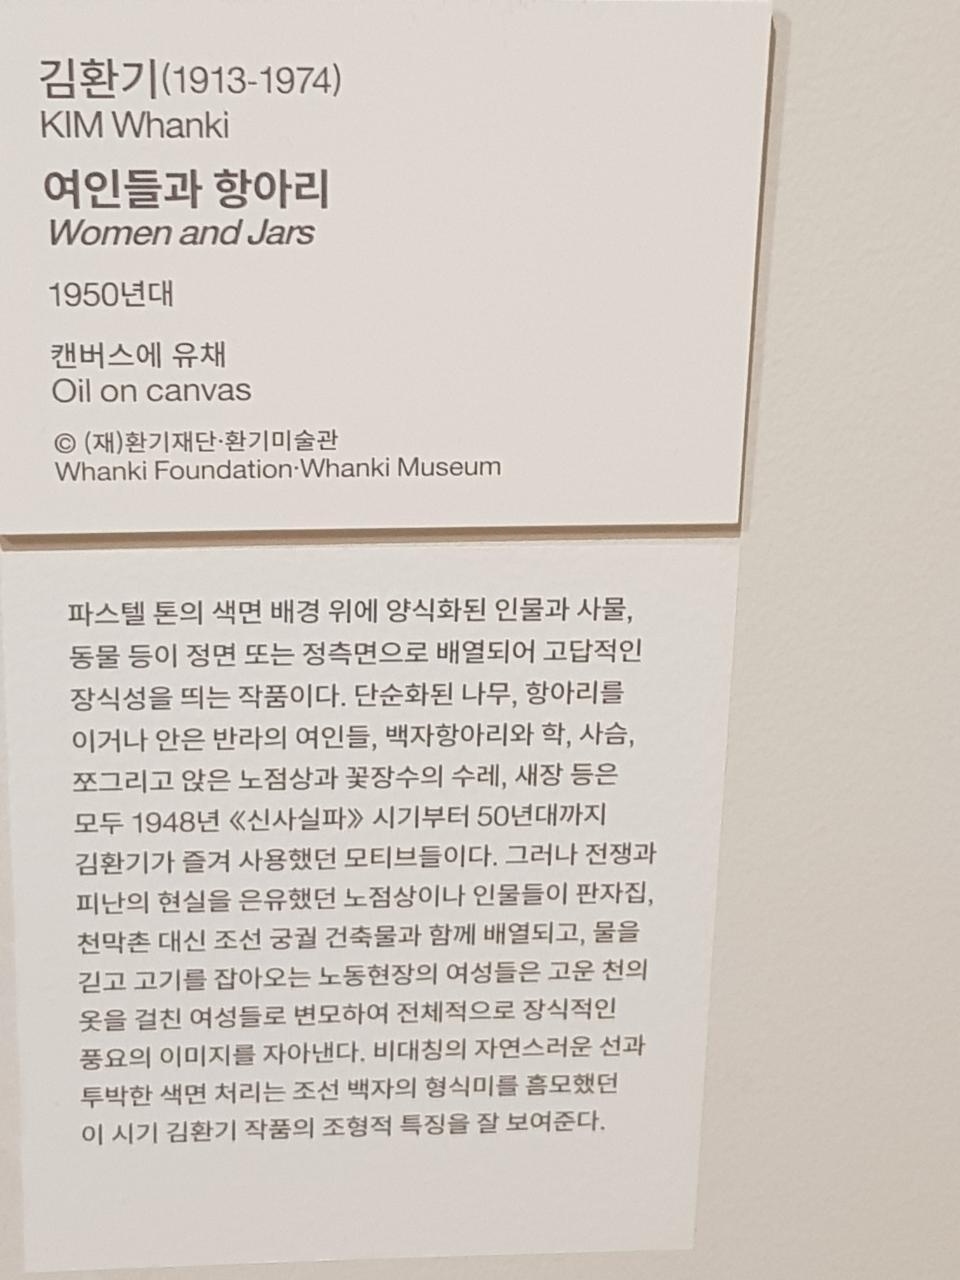 김환기(1913-1974)
KIM Whanki
여인들과 항아리
Women and Jars
1950년대
캔버스에 유채
Oil on canvas
© (재)환기재단·환기미술관
Whanki Foundation·Whanki Museum
파스텔 톤의 색면 배경 위에 양식화된 인물과 사물,
동물 등이 정면 또는 정측면으로 배열되어 고답적인
장식성을 띄는 작품이다. 단순화된 나무, 항아리를
이거나 안은 반라의 여인들, 백자항아리와 학, 사슴,
쪼그리고 앉은 노점상과 꽃장수의 수레, 새장 등은
모두 1948년 《신사실파》 시기부터 50년대까지
김환기가 즐겨 사용했던 모티브들이다. 그러나 전쟁과
피난의 현실을 은유했던 노점상이나 인물들이 판자집,
천막촌 대신 조선 궁궐 건축물과 함께 배열되고, 물을
긷고 고기를 잡아오는 노동현장의 여성들은 고운 천의
옷을 걸친 여성들로 변모하여 전체적으로 장식적인
풍요의 이미지를 자아낸다. 비대칭의 자연스러운 선과
투박한 색면 처리는 조선 백자의 형식미를 흠모했던
이 시기 김환기 작품의 조형적 특징을 잘 보여준다.